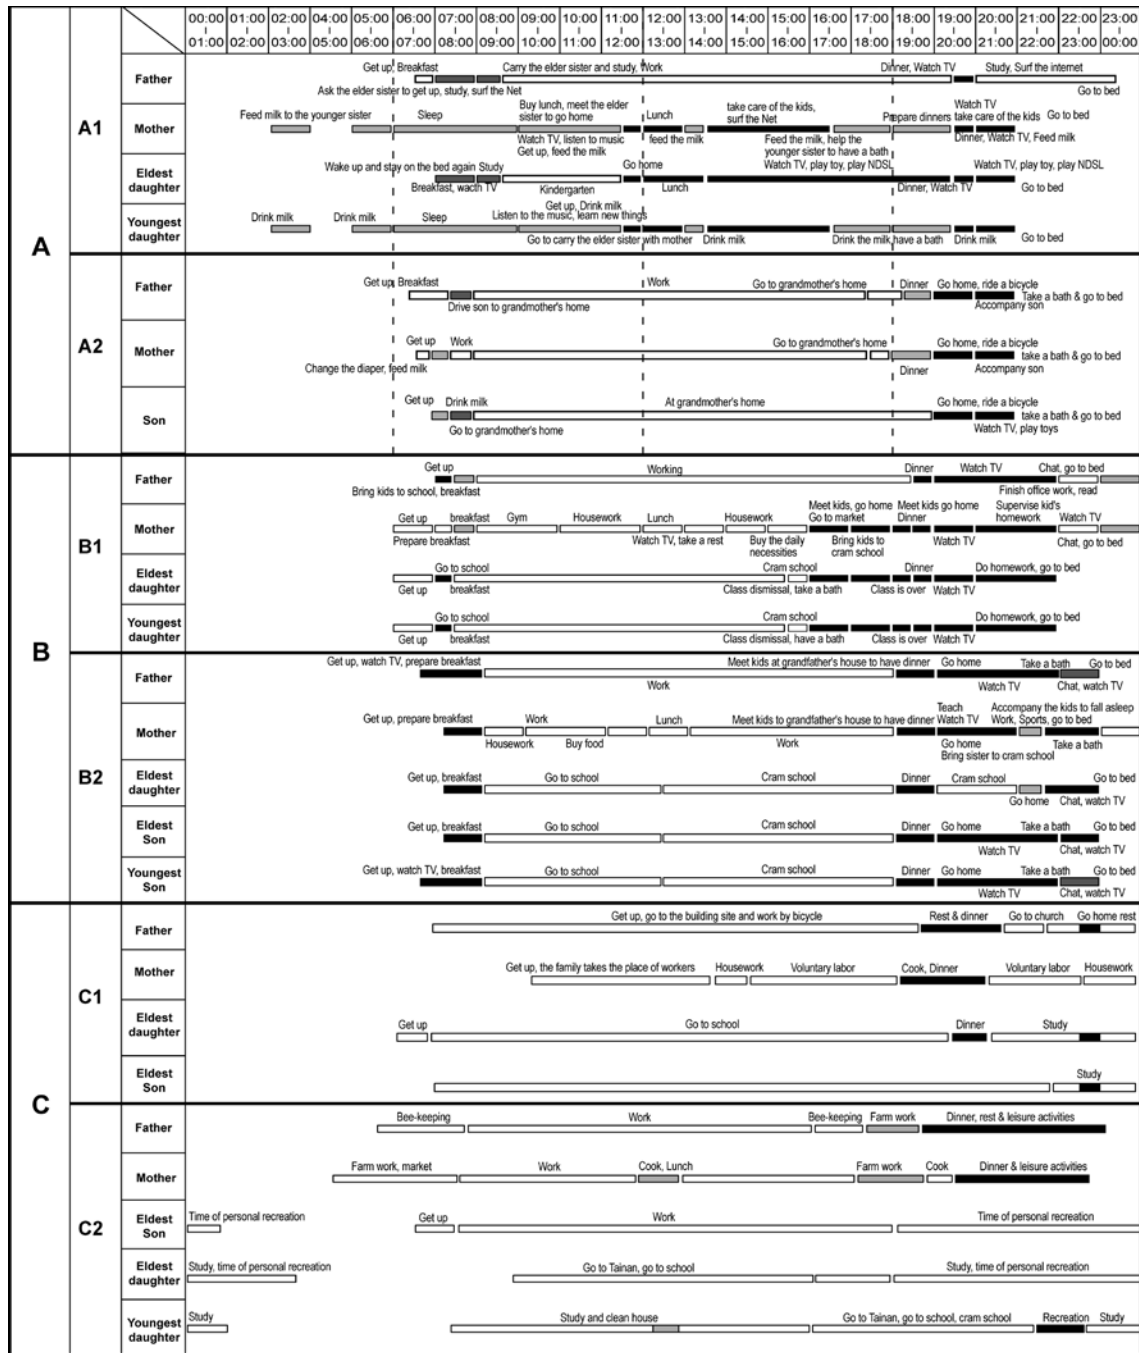 00:00 01:00 02:00 03:00 04:00 05:00 06:00 07:00 08:00 09:00 10:00 11:00 12:00 13:00 14:00 15:00 16:00 17:00 18:00 19:00 20:00 21:00 22:00 23:00
01:00 02:00 03:00 04:00 05:00 06:00 07:00 08:00 09:00 10:00 11:00 12:00 13:00 14:00 15:00 16:00 17:00 18:00 19:00 20:00 21:00 22:00 23:00 00:00
A
A1
Father
Get up, Breakfast
Carry the elder sister and study, Work
Dinner, Watch TV
Study, Surf the internet
Ask the elder sister to get up, study, surf the Net
Go to bed
Mother
Feed milk to the younger sister
Sleep
Buy lunch, meet the elder
sister to go home
Lunch
take care of the kids,
surf the Net
Prepare dinners
Watch TV
take care of the kids
Go to bed
Watch TV, listen to music
Get up, feed the milk
feed the milk
Feed the milk, help the
younger sister to have a bath
Dinner, Watch TV, Feed milk
Eldest
daughter
Wake up and stay on the bed again
Study
Go home
Watch TV, play toy, play NDSL
Watch TV, play toy, play NDSL
Breakfast, wacth TV
Kindergarten
Lunch
Dinner, Watch TV
Go to bed
Youngest
daughter
Drink milk
Drink milk
Sleep
Get up, Drink milk
Listen to the music, learn new things
Go to carry the elder sister with mother
Drink milk
Drink the milk, have a bath
Drink milk
Go to bed
A2
Father
Get up, Breakfast
Work
Go to grandmother's home
Dinner
Go home, ride a bicycle
Drive son to grandmother's home
Take a bath & go to bed
Accompany son
Mother
Get up
Work
Go to grandmother's home
Go home, ride a bicycle
Change the diaper, feed milk
Dinner
take a bath & go to bed
Accompany son
Son
Get up
Drink milk
At grandmother's home
Go home, ride a bicycle
Go to grandmother's home
take a bath & go to bed
Watch TV, play toys
B
B1
Father
Get up
Working
Dinner
Watch TV
Chat, go to bed
Bring kids to school, breakfast
Finish office work, read
Mother
Get up
breakfast
Gym
Housework
Lunch
Housework
Meet kids, go home
Go to market
Meet kids go home
Dinner
Supervise kid's
homework
Watch TV
Prepare breakfast
Watch TV, take a rest
Buy the daily
necessities
Bring kids to
cram school
Watch TV
Chat, go to bed
Eldest
daughter
Go to school
Cram school
Dinner
Do homework, go to bed
Get up
breakfast
Class dismissal, take a bath
Class is over
Watch TV
Youngest
daughter
Go to school
Cram school
Do homework, go to bed
Get up
breakfast
Class dismissal, have a bath
Class is over
Watch TV
B2
Father
Get up, watch TV, prepare breakfast
Meet kids at grandfather's house to have dinner
Go home
Take a bath
Go to bed
Work
Watch TV
Chat, watch TV
Mother
Get up, prepare breakfast
Work
Lunch
Meet kids to grandfather's house to have dinner
Teach
Watch TV
Accompany the kids to fall asleep
Work, Sports, go to bed
Housework
Buy food
Work
Go home
Bring sister to cram school
Take a bath
Eldest
daughter
Get up, breakfast
Go to school
Cram school
Dinner
Cram school
Go to bed
Go home
Chat, watch TV
Eldest
Son
Get up, breakfast
Go to school
Cram school
Dinner
Go home
Take a bath
Go to bed
Watch TV
Chat, watch TV
Youngest
Son
Get up, watch TV, breakfast
Go to school
Cram school
Dinner
Go home
Take a bath
Go to bed
Watch TV
Chat, watch TV
C
C1
Father
Get up, go to the building site and work by bicycle
Rest & dinner
Go to church
Go home rest
Mother
Get up, the family takes the place of workers
Housework
Voluntary labor
Cook, Dinner
Voluntary labor
Housework
Eldest
daughter
Get up
Go to school
Dinner
Study
Eldest
Son
Study
C2
Father
Bee-keeping
Work
Bee-keeping
Farm work
Dinner, rest & leisure activities
Mother
Farm work, market
Work
Cook, Lunch
Farm work
Cook
Dinner & leisure activities
Eldest
Son
Time of personal recreation
Get up
Work
Time of personal recreation
Eldest
daughter
Study, time of personal recreation
Go to Tainan, go to school
Study, time of personal recreation
Youngest
daughter
Study
Study and clean house
Go to Tainan, go to school, cram school
Recreation
Study